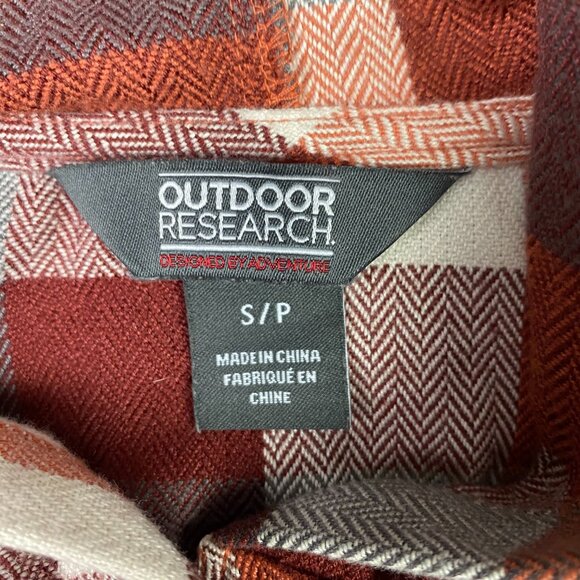 OUTDOOR
RESEARCH
DESIGNED BY ADVENTURE
S/P
MADE IN CHINA
FABRIQUÉ EN
CHINE